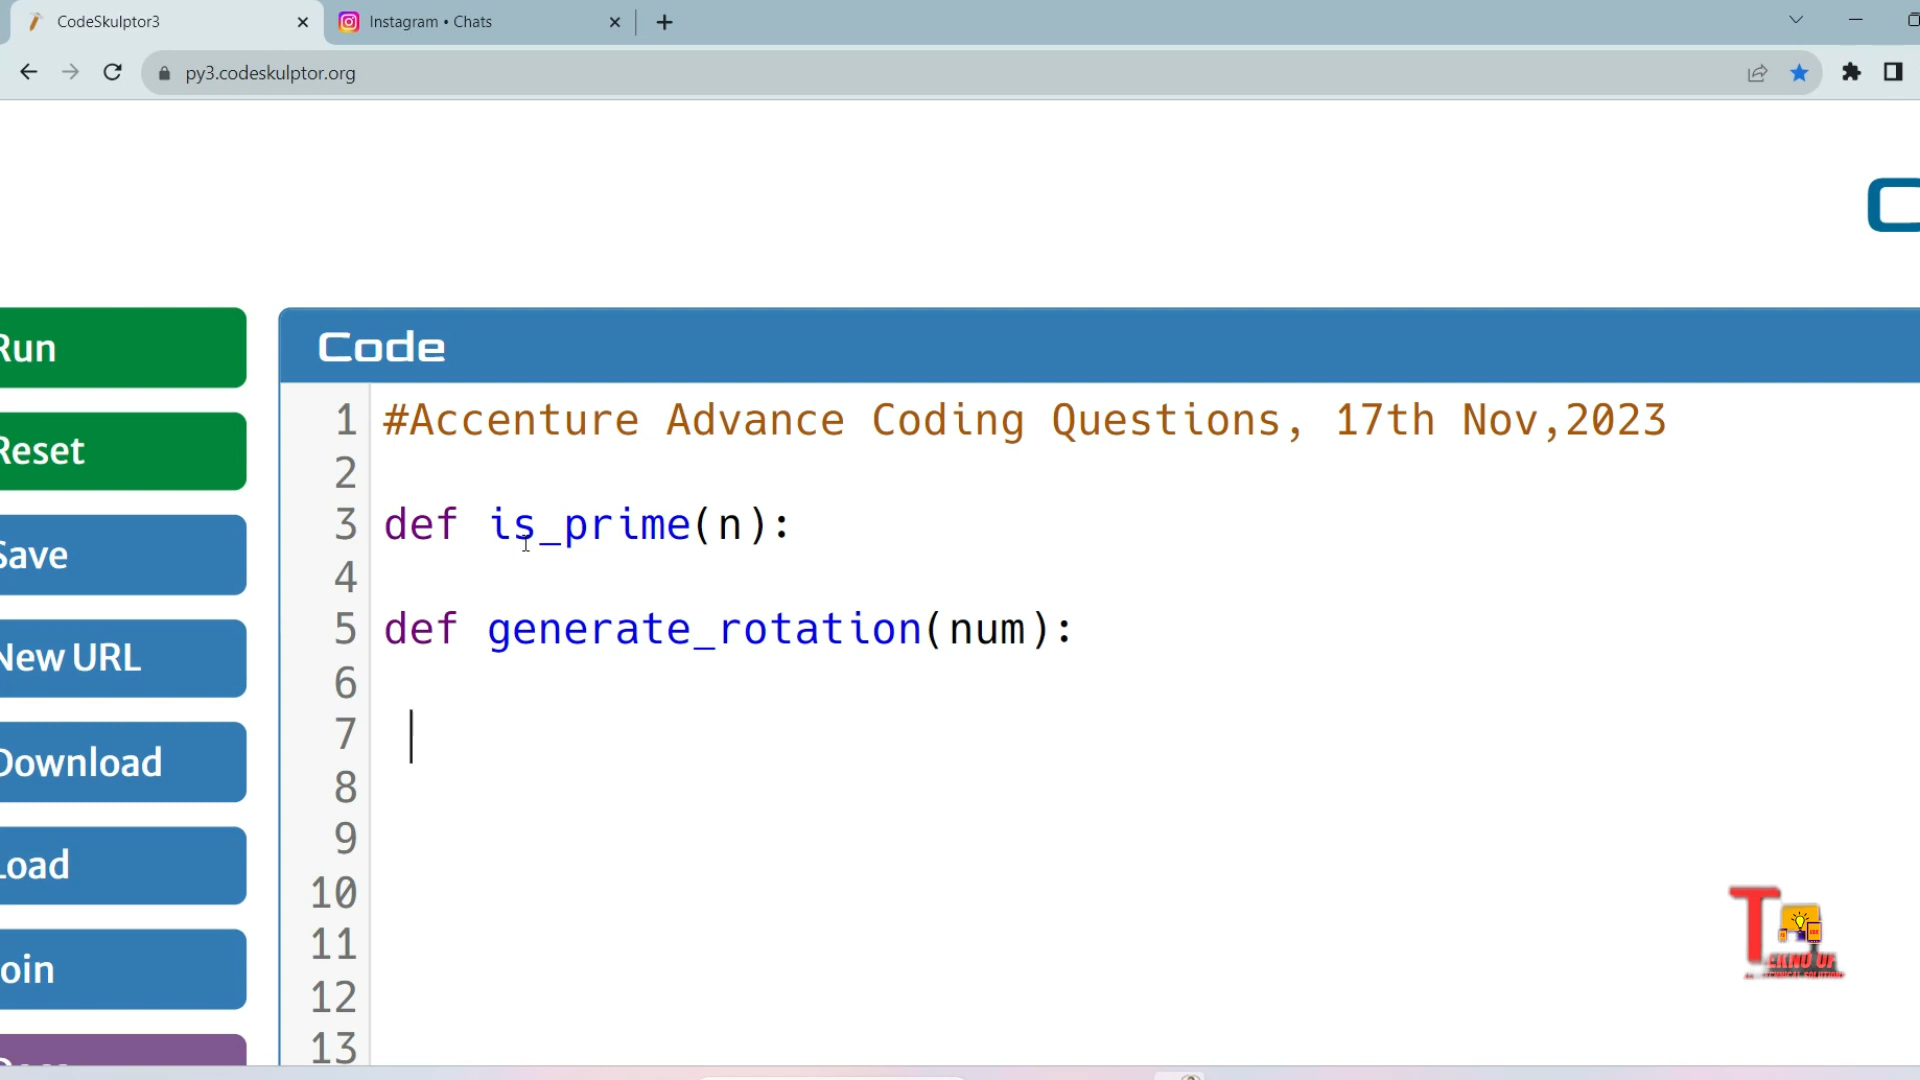 CodeSkulptor3
Instagram • Chats
py3.codeskulptor.org
Run
Reset
Save
New URL
Download
Load
Join
Code
1 #Accenture Advance Coding Questions, 17th Nov,2023
2
3 def is_prime(n):
4
5 def generate_rotation(num):
6
7
8
9
10
11
12
13